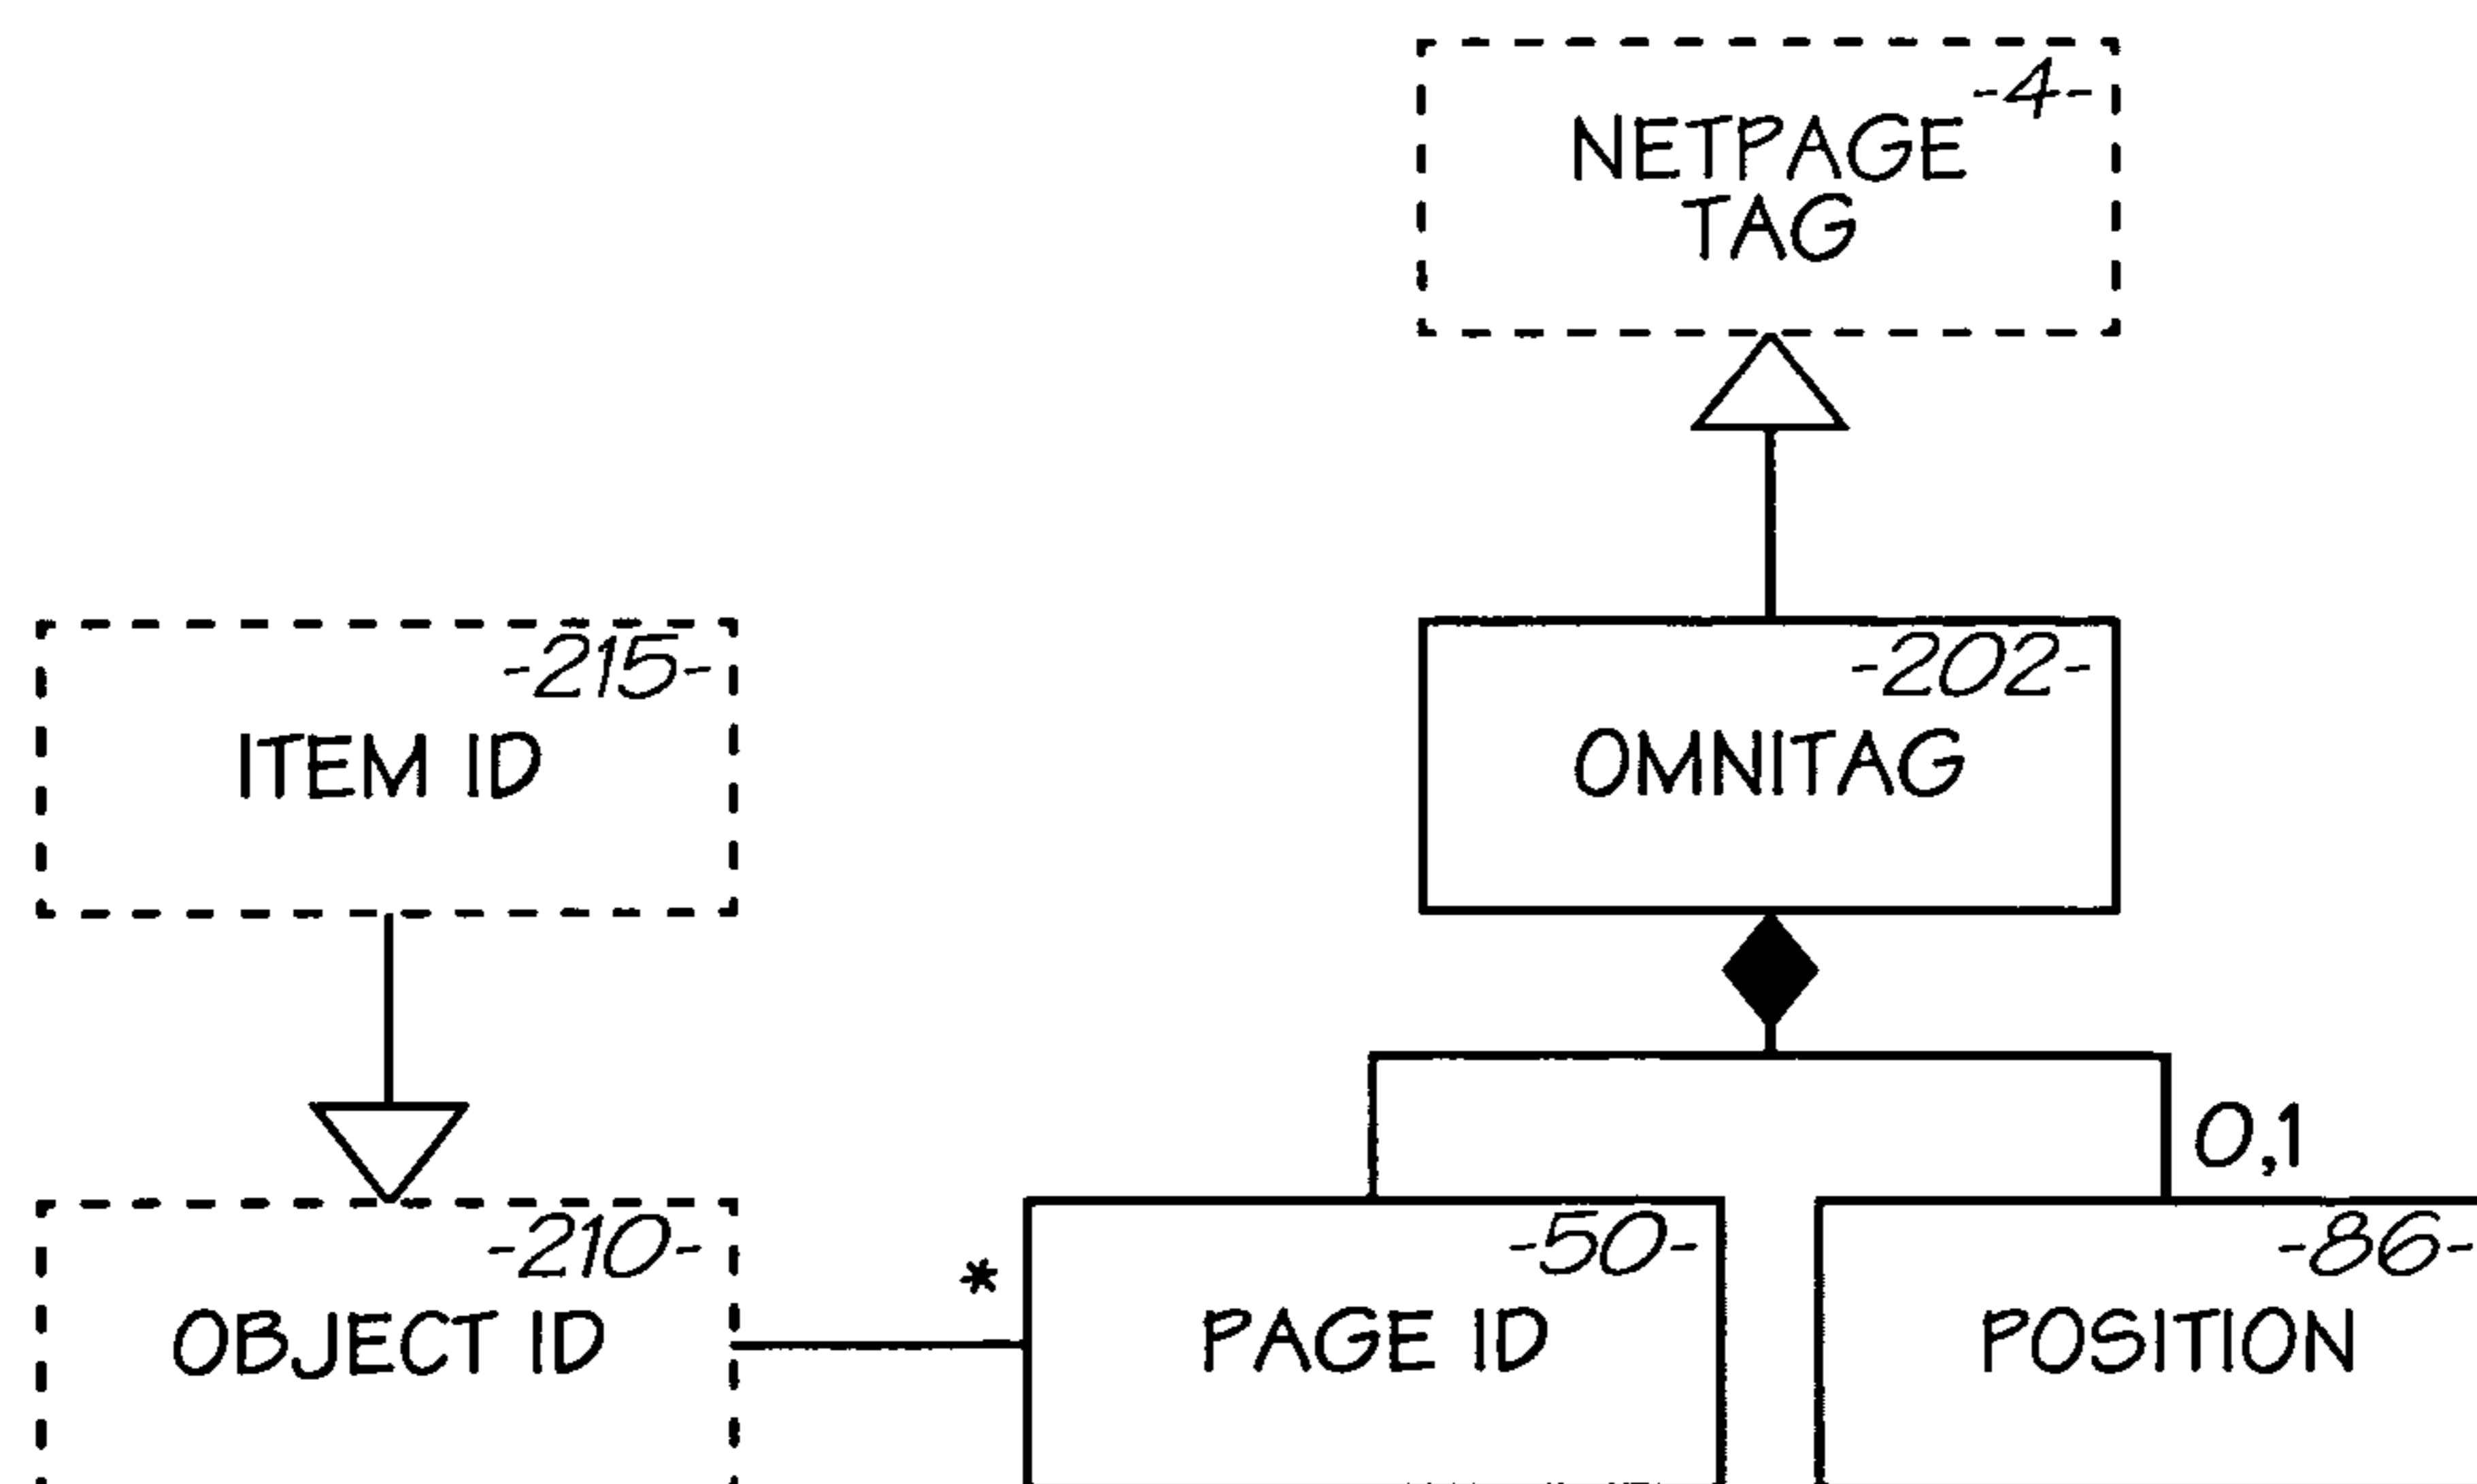 -4-
NETPAGE
TAG
-215-
ITEM ID
-202-
OMNITAG
0,1
-210-
OBJECT ID
*
-50-
PAGE ID
-86-
POSITION